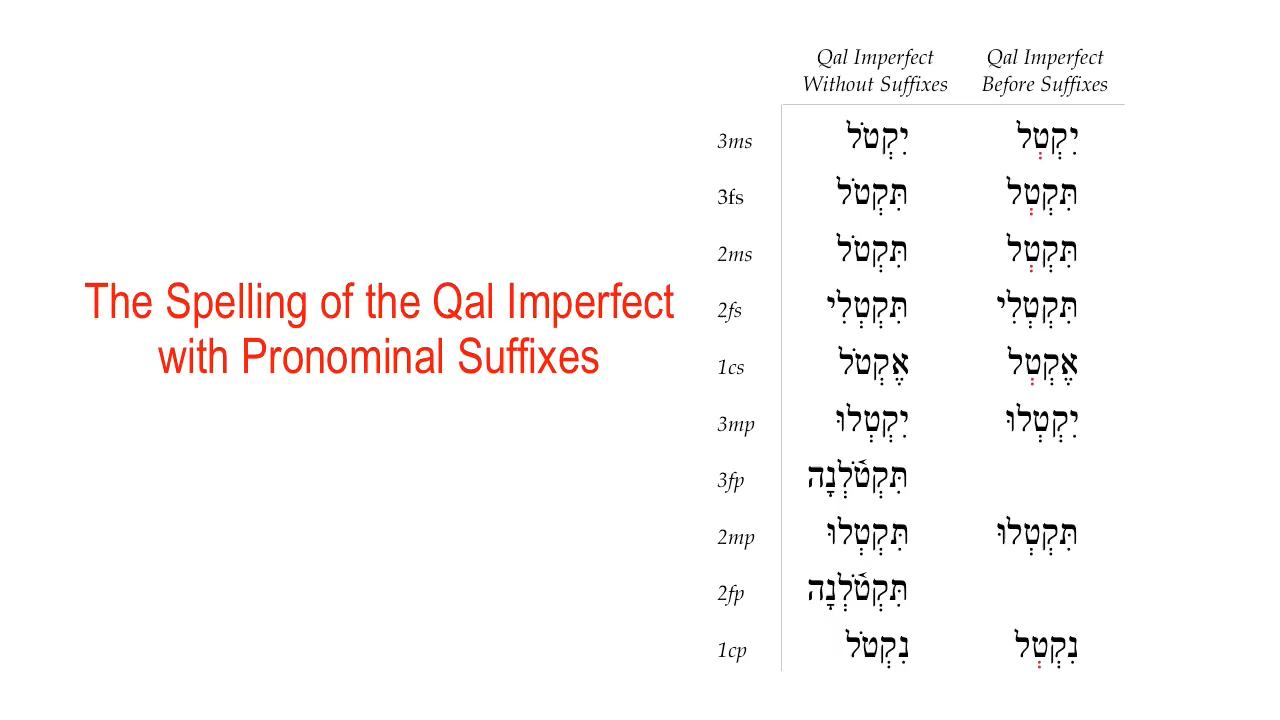 The Spelling of the Qal Imperfect
with Pronominal Suffixes
Qal Imperfect Qal Imperfect
Without Suffixes Before Suffixes
3ms יִקְטֹל יִקְטְל
3fs תִּקְטֹל תִּקְטְל
2ms תִּקְטֹל תִּקְטְל
2fs תִּקְטְלִי תִּקְטְלִי
1cs אֶקְטֹל אֶקְטְל
3mp יִקְטְלוּ יִקְטְלוּ
3fp תִּקְטֹ֫לְנָה
2mp תִּקְטְלוּ תִּקְטְלוּ
2fp תִּקְטֹ֫לְנָה
1cp נִקְטֹל נִקְטְל